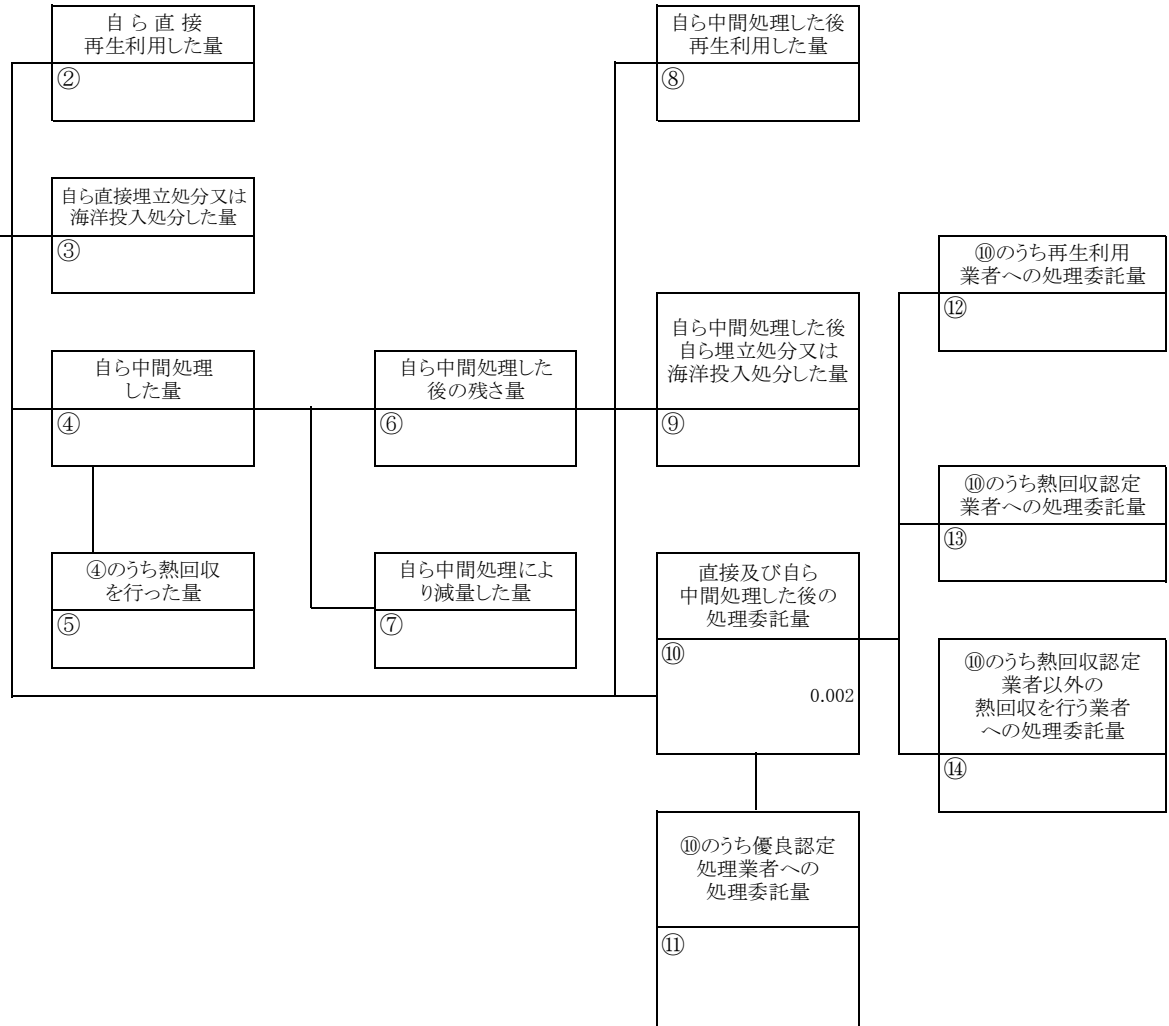 自ら直接
再生利用した量
②
自ら直接埋立処分又は
海洋投入処分した量
③
自ら中間処理
した量
④
④のうち熱回収
を行った量
⑤
自ら中間処理した
後の残さ量
⑥
自ら中間処理によ
り減量した量
⑦
自ら中間処理した後
再生利用した量
⑧
自ら中間処理した後
自ら埋立処分又は
海洋投入処分した量
⑨
直接及び自ら
中間処理した後の
処理委託量
⑩
0.002
⑩のうち優良認定
処理業者への
処理委託量
⑪
⑩のうち再生利用
業者への処理委託量
⑫
⑩のうち熱回収認定
業者への処理委託量
⑬
⑩のうち熱回収認定
業者以外の
熱回収を行う業者
への処理委託量
⑭